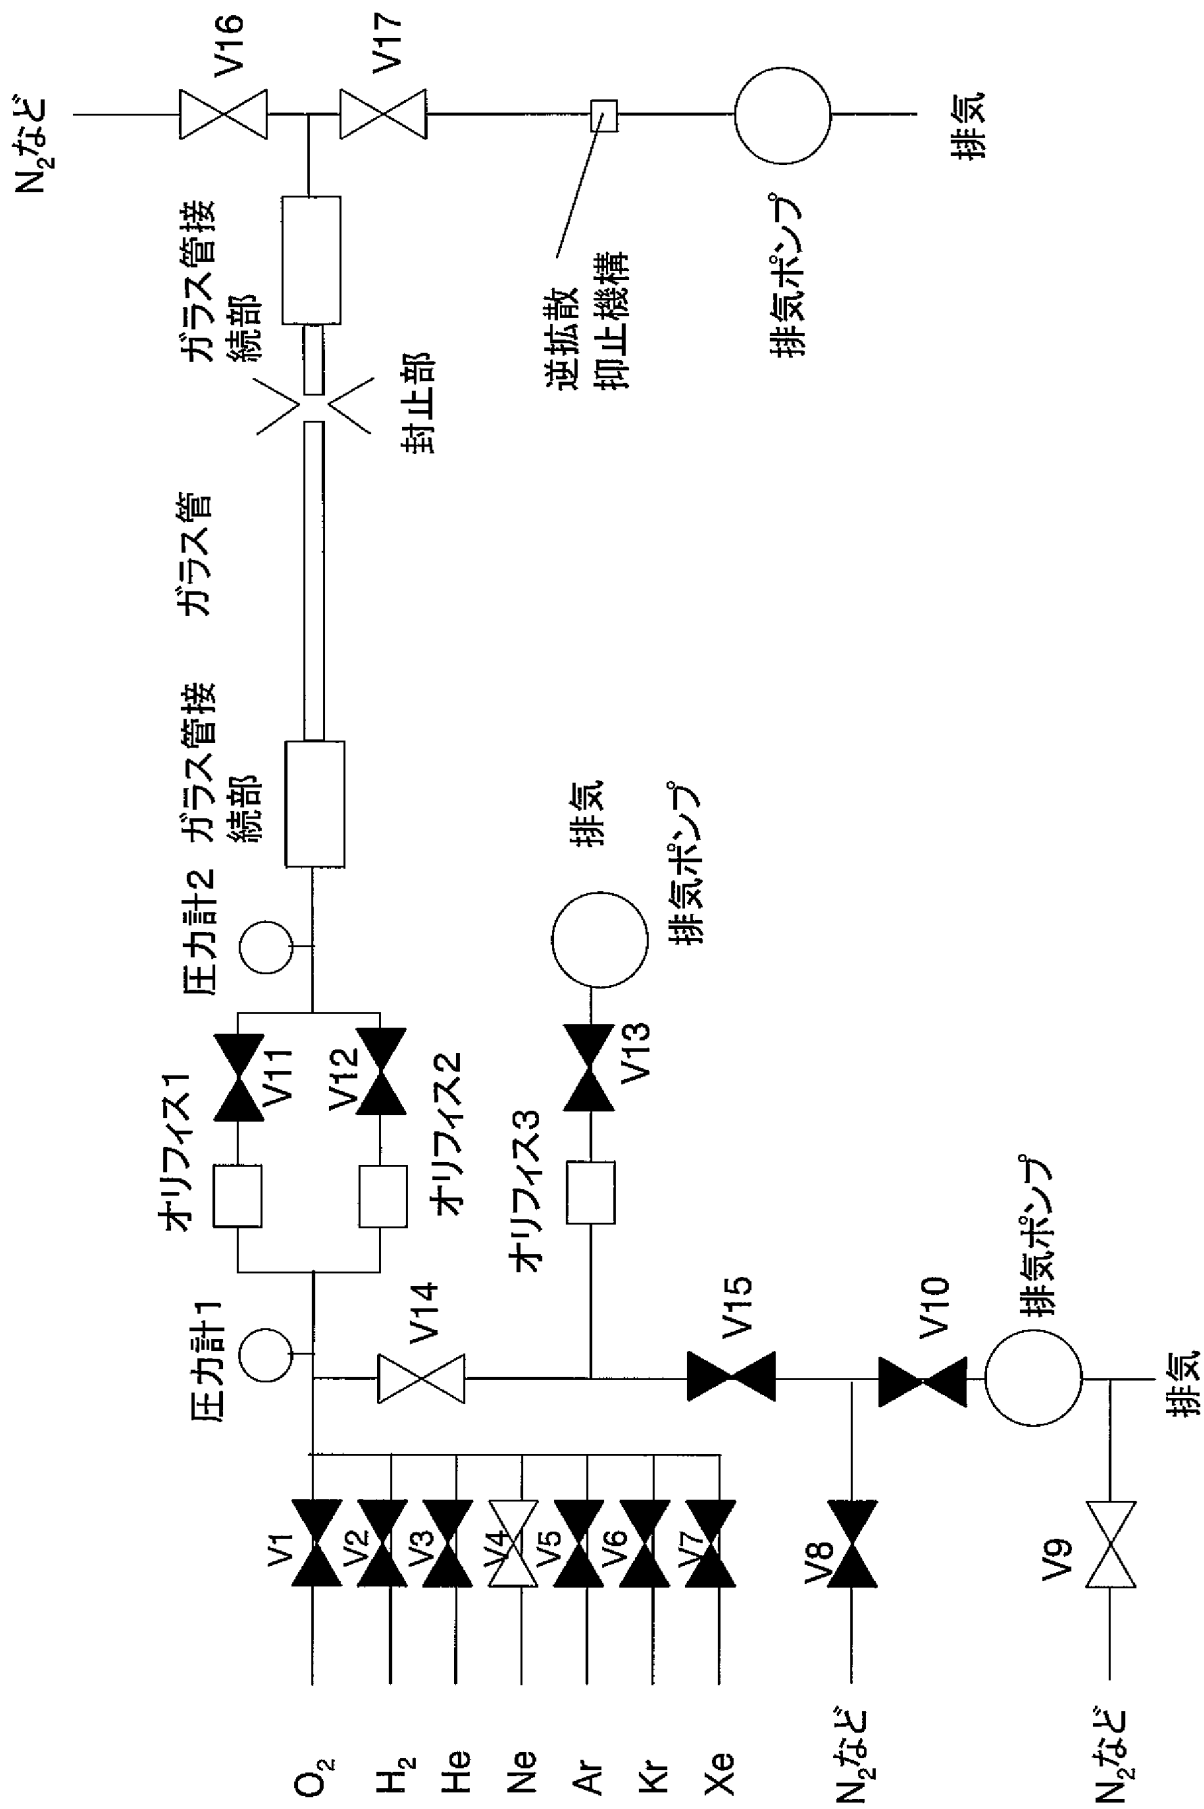 N₂など
V16
V17
排気
排気ポンプ
逆拡散
抑止機構
ガラス管接
続部
封止部
ガラス管
ガラス管接
続部
圧力計2
排気
排気ポンプ
オリフィス1
V11
V12
オリフィス2
V13
オリフィス3
圧力計1
V14
V15
V10
排気ポンプ
排気
V1
V2
V3
V4
V5
V6
V7
V8
V9
O₂
H₂
He
Ne
Ar
Kr
Xe
N₂など
N₂など